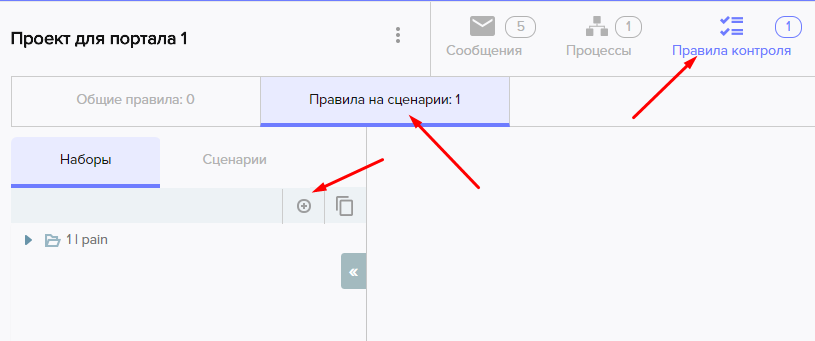 Проект для портала 1
5
Сообщения
1
Процессы
1
Правила контроля
Общие правила: 0
Правила на сценарии: 1
Наборы
Сценарии
1 | pain
«